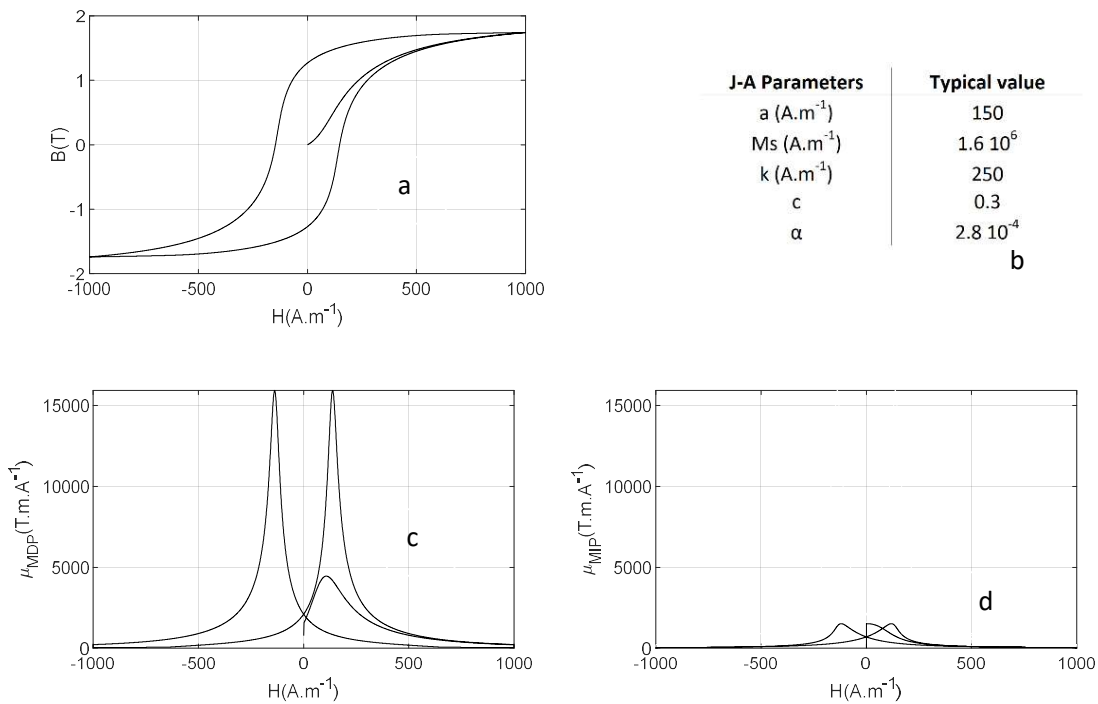 2
1
0
-1
-2
B(T)
a
-1000 -500 0 500 1000
H(A.m⁻¹)
J-A Parameters Typical value
a (A.m⁻¹) 150
Ms (A.m⁻¹) 1.6 10⁶
k (A.m⁻¹) 250
c 0.3
α 2.8 10⁻⁴
b
15000
10000
5000
0
μMDP(T.m.A⁻¹)
c
-1000 -500 0 500 1000
H(A.m⁻¹)
15000
10000
5000
0
μMIP(T.m.A⁻¹)
d
-1000 -500 0 500 1000
H(A.m⁻¹)